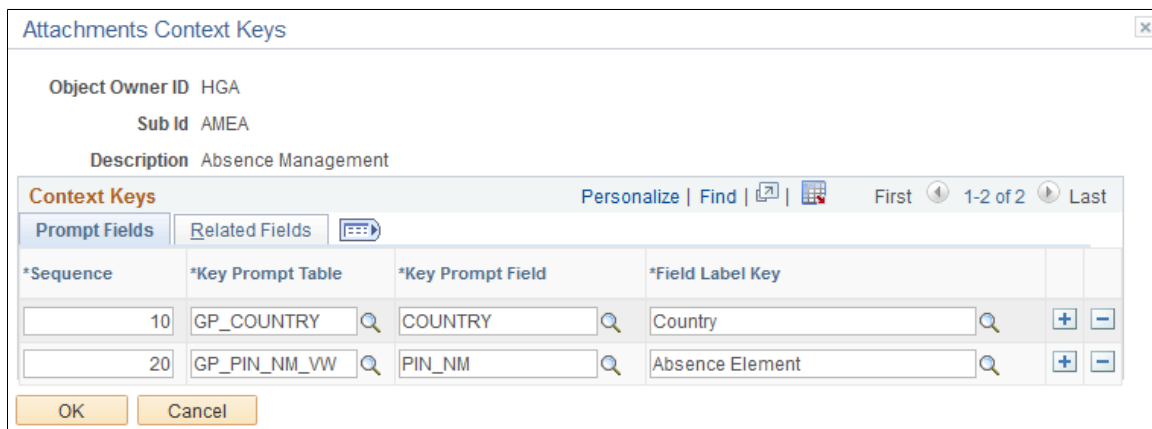 Attachments Context Keys
Object Owner ID HGA
Sub Id AMEA
Description Absence Management
Context Keys Personalize | Find | | First 1-2 of 2 Last
Prompt Fields Related Fields
*Sequence *Key Prompt Table *Key Prompt Field *Field Label Key
10 GP_COUNTRY COUNTRY Country + -
20 GP_PIN_NM_VW PIN_NM Absence Element + -
OK Cancel